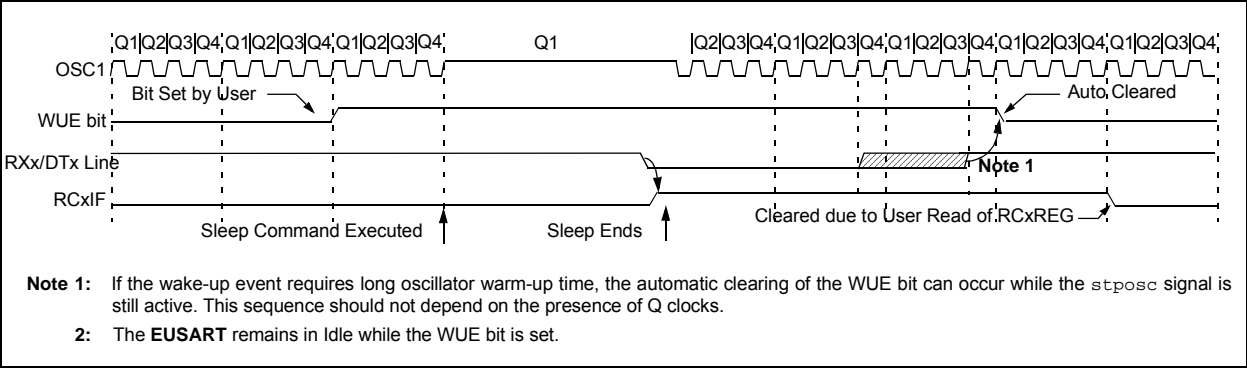 Q1|Q2|Q3|Q4 Q1|Q2|Q3|Q4 Q1|Q2|Q3|Q4 Q1 Q2|Q3|Q4 Q1|Q2|Q3|Q4 Q1|Q2|Q3|Q4 Q1|Q2|Q3|Q4 Q1|Q2|Q3|Q4
OSC1
Bit Set by User Auto Cleared
WUE bit
RXx/DTx Line Note 1
RCxIF
Cleared due to User Read of RCxREG
Sleep Command Executed Sleep Ends
Note 1: If the wake-up event requires long oscillator warm-up time, the automatic clearing of the WUE bit can occur while the stposc signal is
still active. This sequence should not depend on the presence of Q clocks.
2: The EUSART remains in Idle while the WUE bit is set.